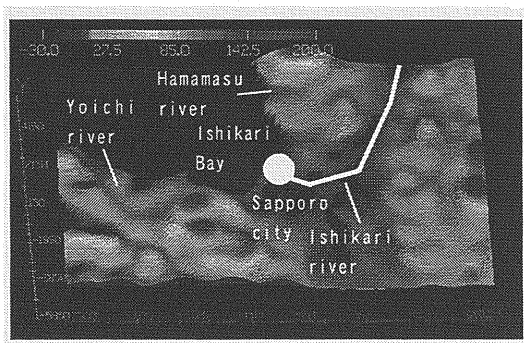 -30.0 27.5 85.0 142.5 200.0
Hamamasu
river
Yoichi
river
Ishikari
Bay
Sapporo
city
Ishikari
river